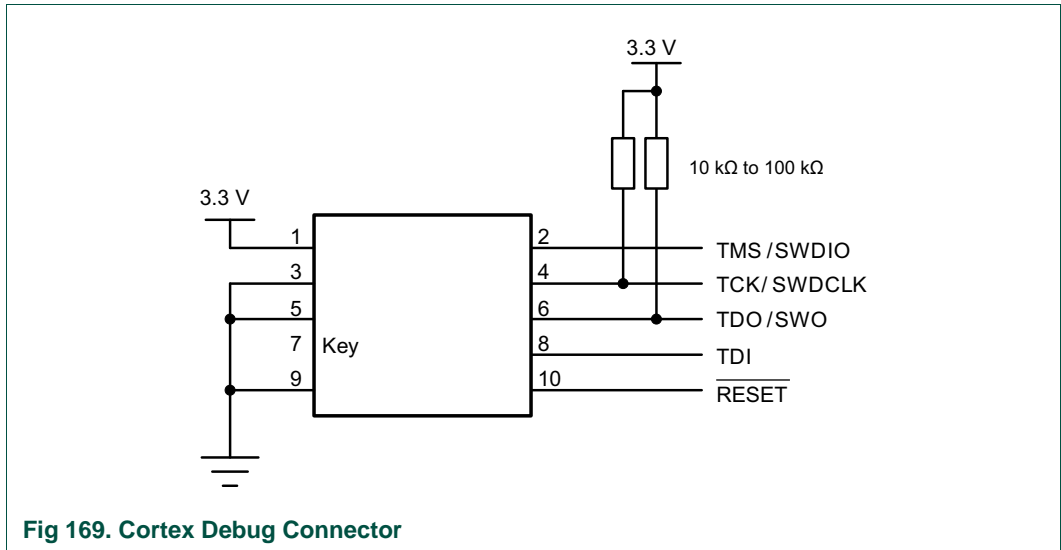 3.3 V
10 kΩ to 100 kΩ
3.3 V
1
2
TMS /SWDIO
3
4
TCK/ SWDCLK
5
6
TDO /SWO
7
Key
8
TDI
9
10
RESET
Fig 169. Cortex Debug Connector